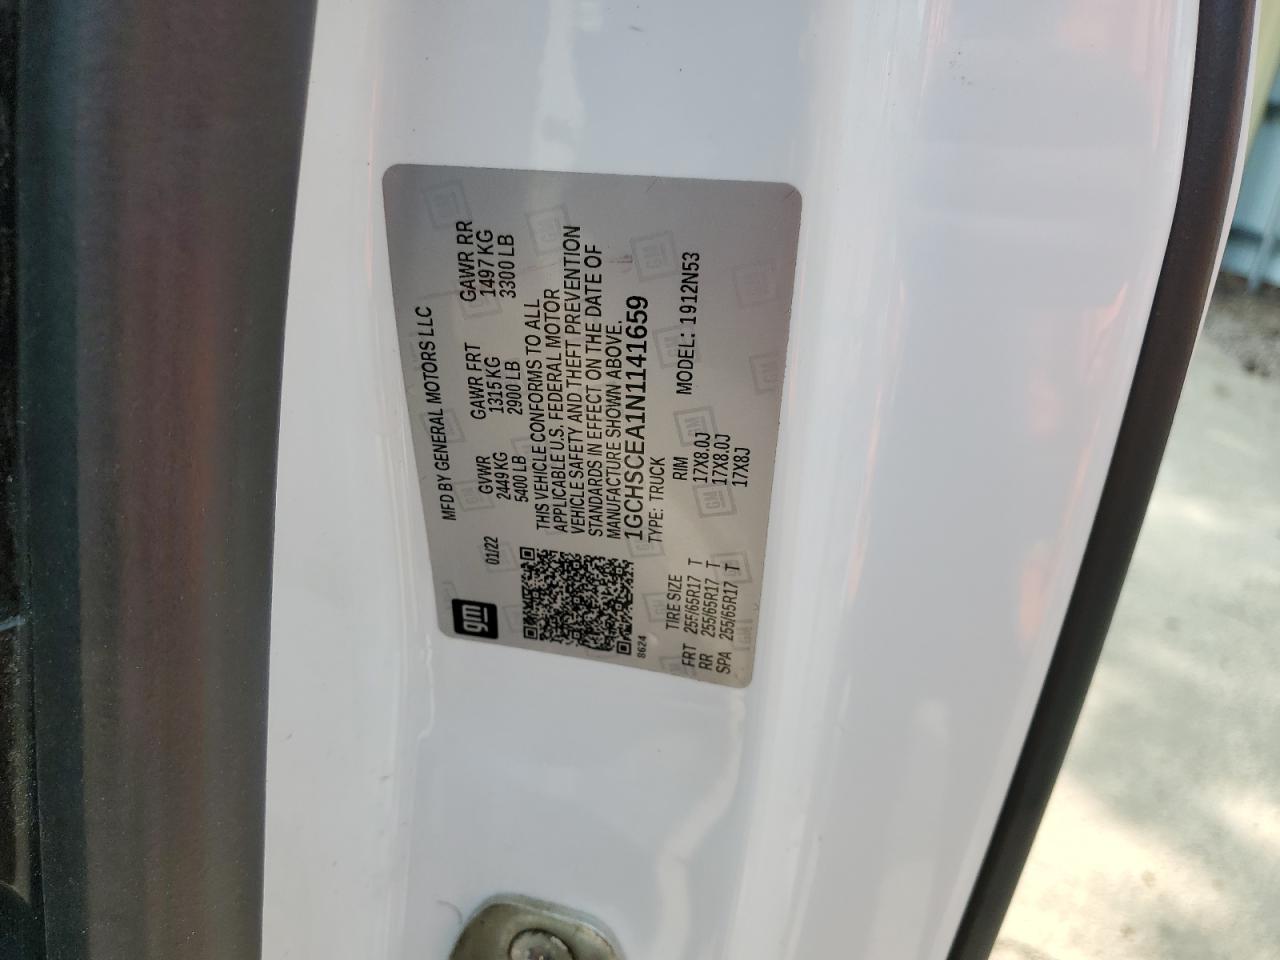 gm
MFD BY GENERAL MOTORS LLC
01/22
GVWR GAWR FRT GAWR RR
2449 KG 1315 KG 1497 KG
5400 LB 2900 LB 3300 LB
THIS VEHICLE CONFORMS TO ALL
APPLICABLE U.S. FEDERAL MOTOR
VEHICLE SAFETY AND THEFT PREVENTION
STANDARDS IN EFFECT ON THE DATE OF
MANUFACTURE SHOWN ABOVE.
1GCHSCEA1N1141659
8624
TYPE: TRUCK MODEL: 1912N53
TIRE SIZE RIM
FRT 255/65R17 T 17X8.0J
RR 255/65R17 T 17X8.0J
SPA 255/65R17 T 17X8J